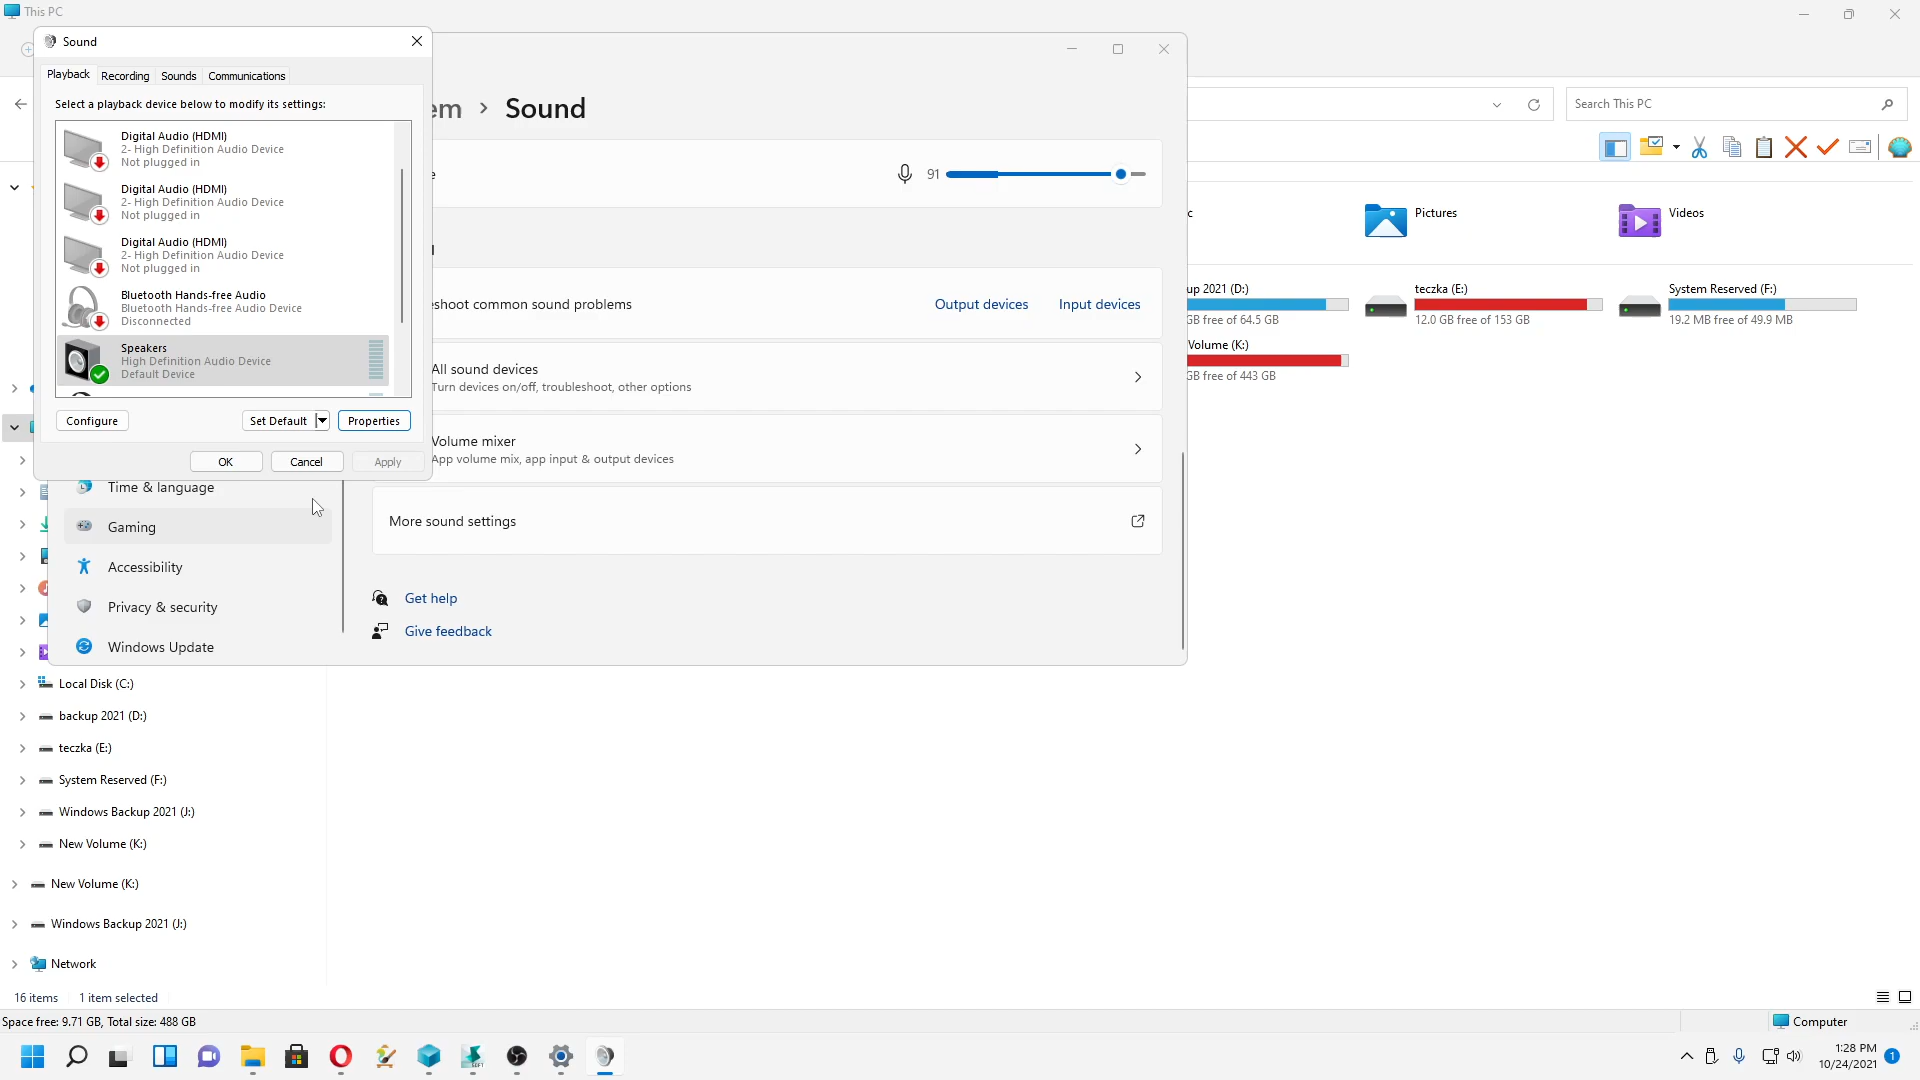 This PC
Sound
Playback
Recording
Sounds
Communications
Select a playback device below to modify its settings:
Digital Audio (HDMI)
2- High Definition Audio Device
Not plugged in
Digital Audio (HDMI)
2- High Definition Audio Device
Not plugged in
Digital Audio (HDMI)
2- High Definition Audio Device
Not plugged in
Bluetooth Hands-free Audio
Bluetooth Hands-free Audio Device
Disconnected
Speakers
High Definition Audio Device
Default Device
Configure
Set Default
Properties
OK
Cancel
Apply
em > Sound
e
91
eshoot common sound problems
Output devices
Input devices
All sound devices
Turn devices on/off, troubleshoot, other options
Volume mixer
App volume mix, app input & output devices
More sound settings
Get help
Give feedback
Time & language
Gaming
Accessibility
Privacy & security
Windows Update
Search This PC
c
Pictures
Videos
up 2021 (D:)
GB free of 64.5 GB
teczka (E:)
12.0 GB free of 153 GB
System Reserved (F:)
19.2 MB free of 49.9 MB
Volume (K:)
GB free of 443 GB
Local Disk (C:)
backup 2021 (D:)
teczka (E:)
System Reserved (F:)
Windows Backup 2021 (J:)
New Volume (K:)
New Volume (K:)
Windows Backup 2021 (J:)
Network
16 items
1 item selected
Space free: 9.71 GB, Total size: 488 GB
Computer
1:28 PM
10/24/2021
1